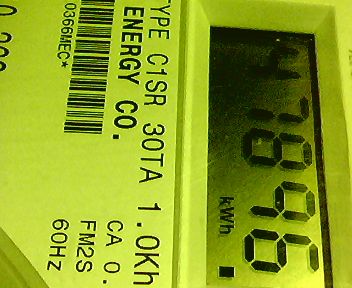 47896
kWh
TYPE C1SR 30TA 1.0Kh
ENERGY CO.
CA 0.
FM2S
60Hz
0366MEC*